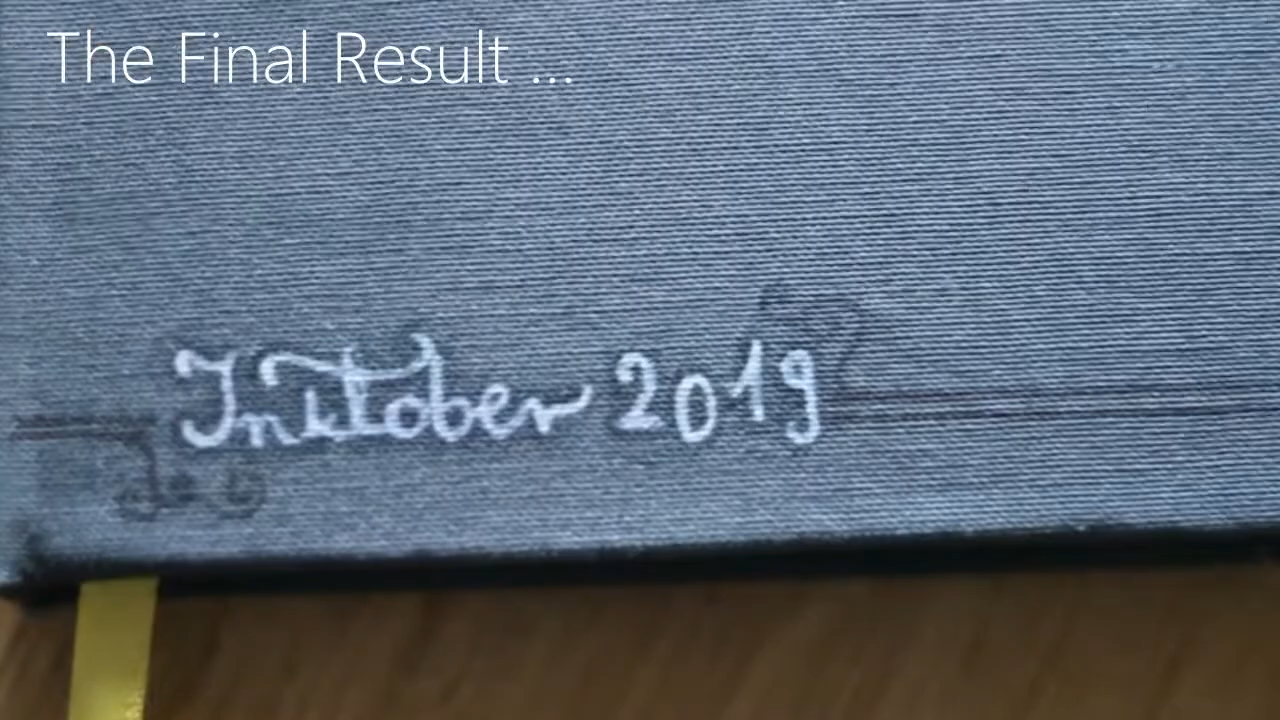 The Final Result ...
Inktober 2019